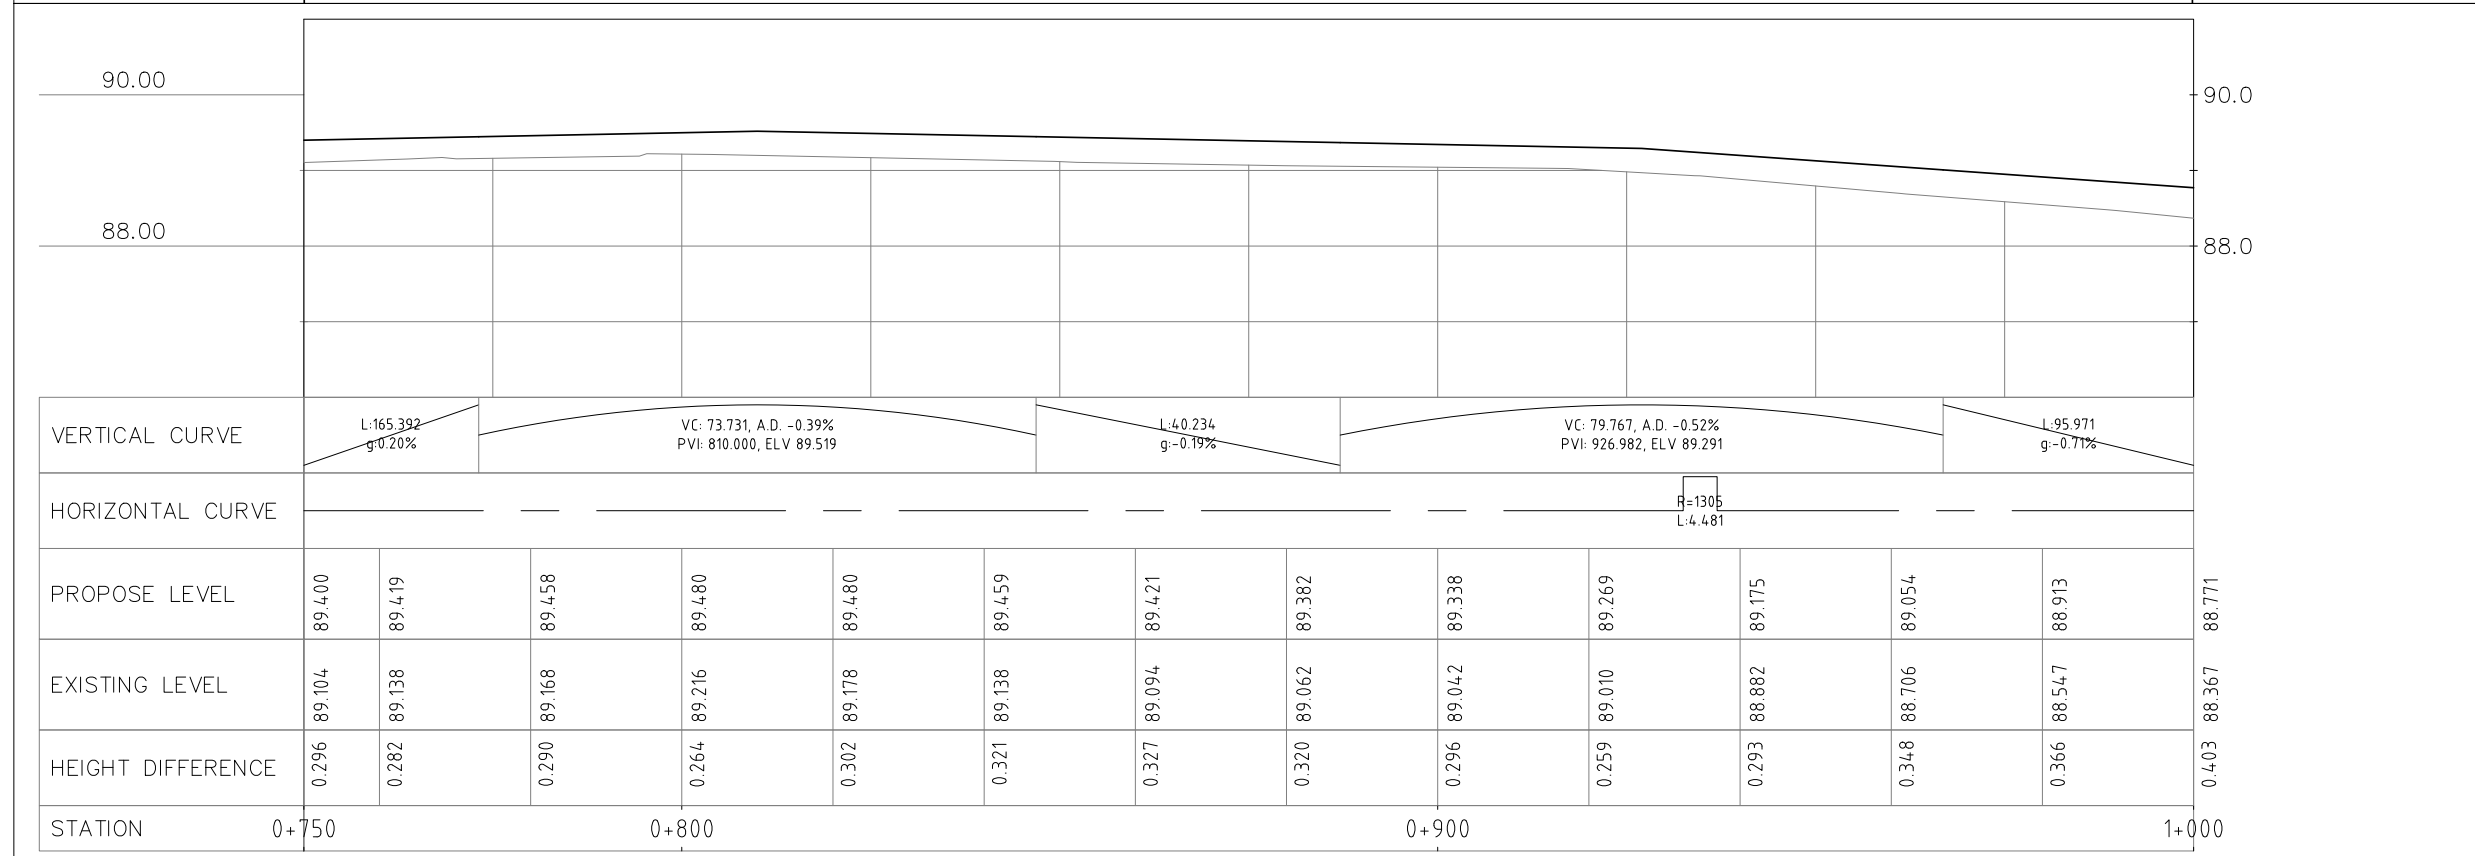 90.00
90.0
88.00
88.0
VERTICAL CURVE
L:165.392
g:0.20%
VC: 73.731, A.D. -0.39%
PVI: 810.000, ELV 89.519
L:40.234
g:-0.19%
VC: 79.767, A.D. -0.52%
PVI: 926.982, ELV 89.291
L:95.971
g:-0.71%
HORIZONTAL CURVE
R=1305
L:4.481
PROPOSE LEVEL
89.400
89.419
89.458
89.480
89.480
89.459
89.421
89.382
89.338
89.269
89.175
89.054
88.913
88.771
EXISTING LEVEL
89.104
89.138
89.168
89.216
89.178
89.138
89.094
89.062
89.042
89.010
88.882
88.706
88.547
88.367
HEIGHT DIFFERENCE
0.296
0.282
0.290
0.264
0.302
0.321
0.327
0.320
0.296
0.259
0.293
0.348
0.366
0.403
STATION
0+750
0+800
0+900
1+000